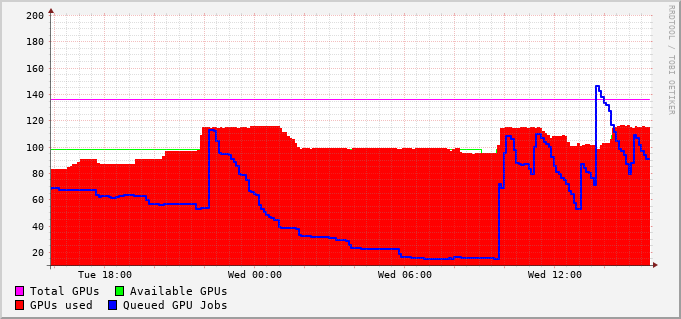 200
180
160
140
120
100
80
60
40
20
Tue 18:00 Wed 00:00 Wed 06:00 Wed 12:00
Total GPUs Available GPUs
GPUs used Queued GPU Jobs
RRDTOOL / TOBI OETIKER